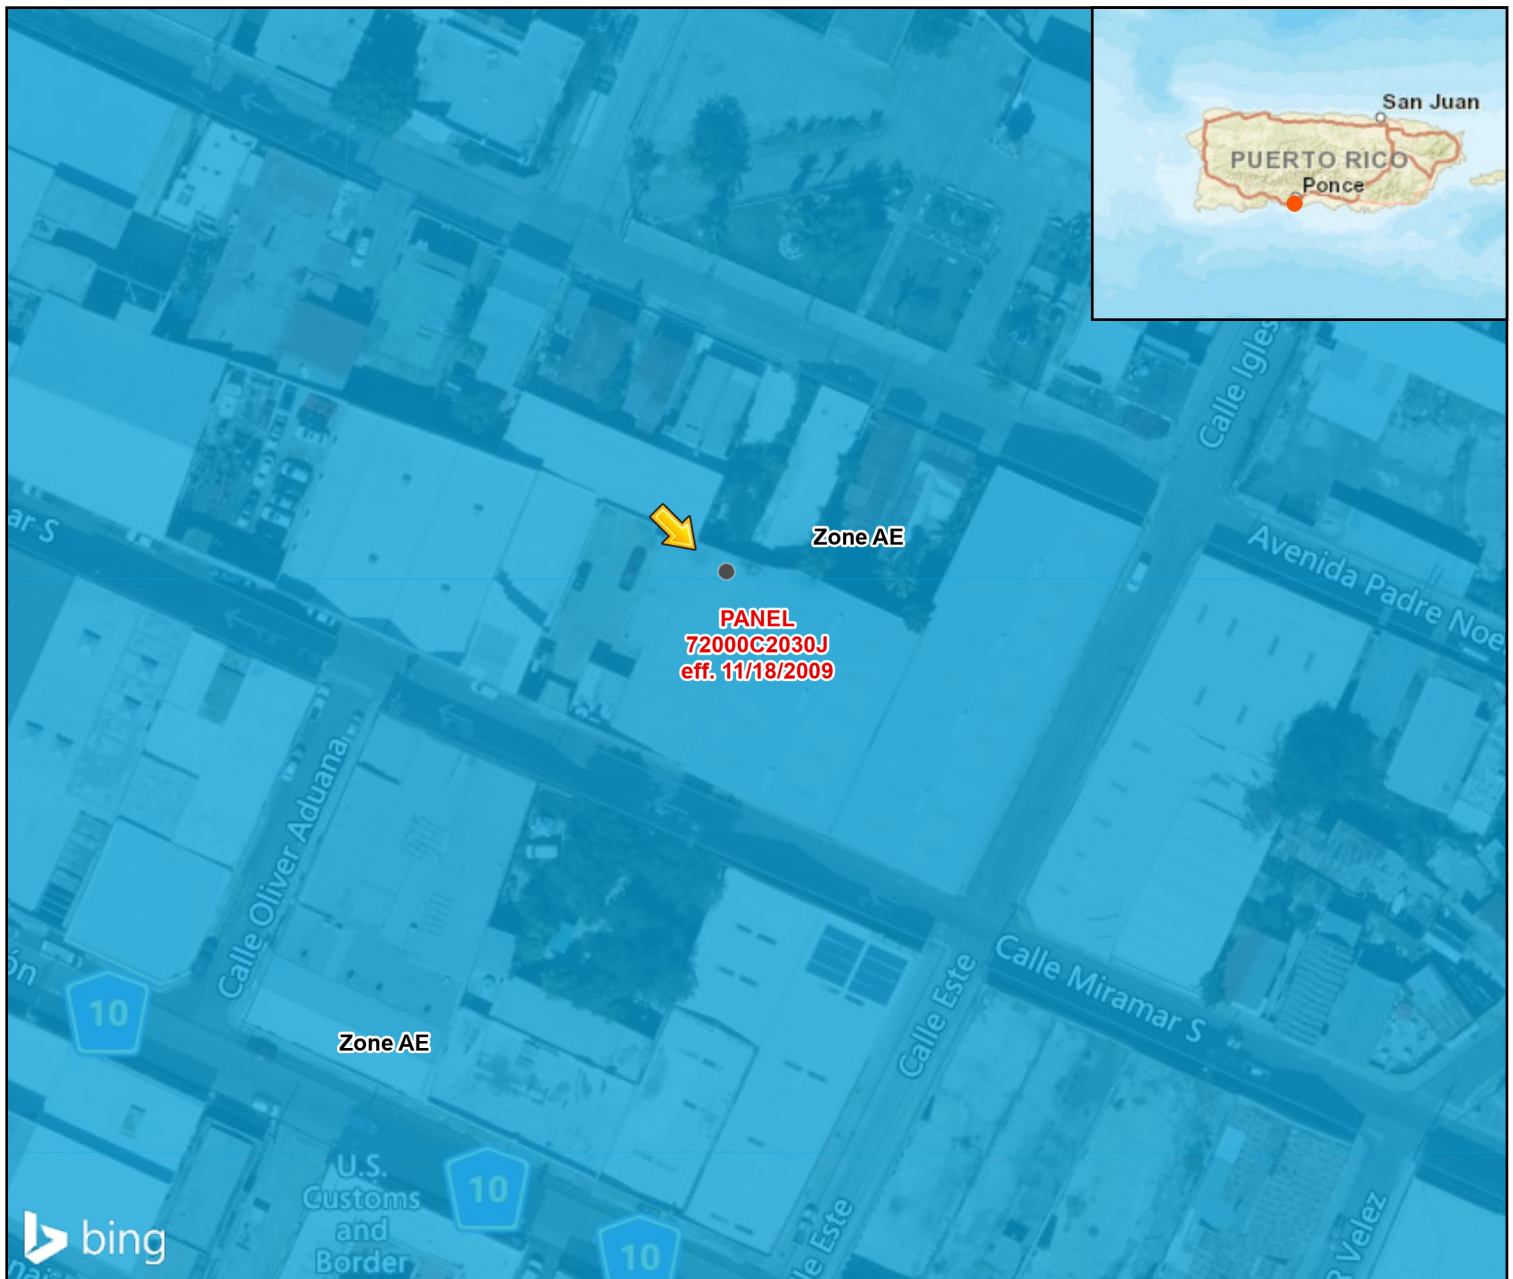 San Juan
PUERTO RICO
Ponce
Calle Igles
ar S
Zone AE
Avenida Padre Noe
PANEL
72000C2030J
eff. 11/18/2009
Calle Oliver Aduana
Calle Miramar S
Calle Este
ón
10
Zone AE
U.S.
Customs
and
Border
10
10
le Este
R Velez
bing